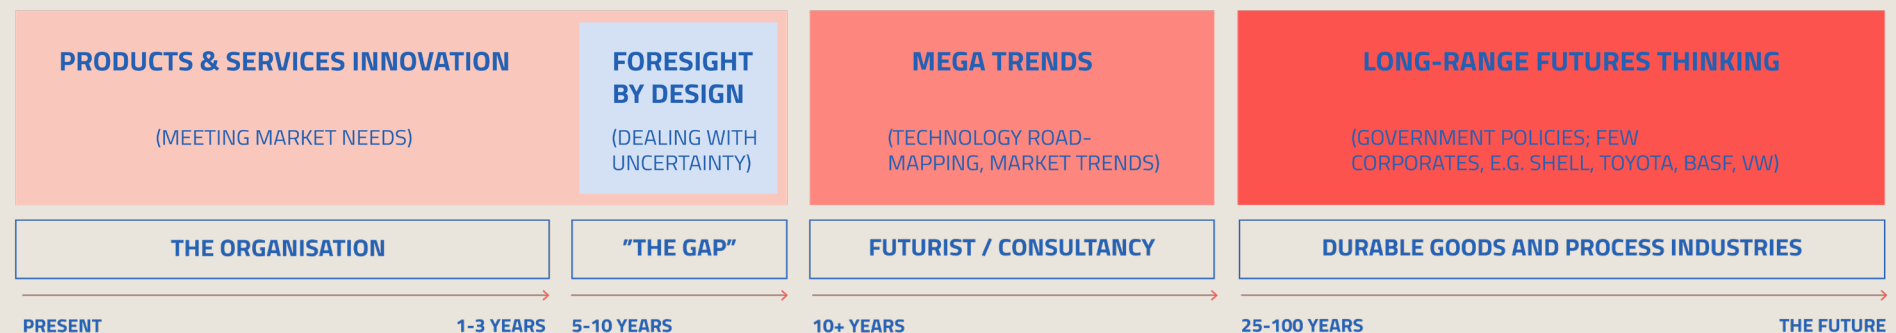 PRODUCTS & SERVICES INNOVATION
(MEETING MARKET NEEDS)
FORESIGHT
BY DESIGN
(DEALING WITH
UNCERTAINTY)
MEGA TRENDS
(TECHNOLOGY ROAD-
MAPPING, MARKET TRENDS)
LONG-RANGE FUTURES THINKING
(GOVERNMENT POLICIES; FEW
CORPORATES, E.G. SHELL, TOYOTA, BASF, VW)
THE ORGANISATION
”THE GAP”
FUTURIST / CONSULTANCY
DURABLE GOODS AND PROCESS INDUSTRIES
PRESENT
1-3 YEARS
5-10 YEARS
10+ YEARS
25-100 YEARS
THE FUTURE